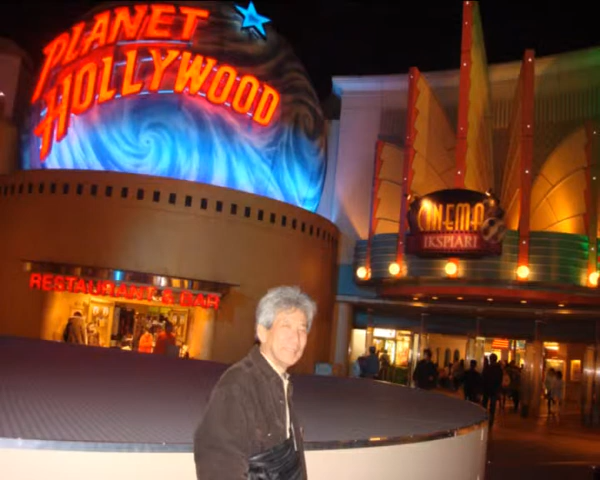 PLANET
HOLLYWOOD
RESTAURANT & BAR
CINEMA
IKSPIARI